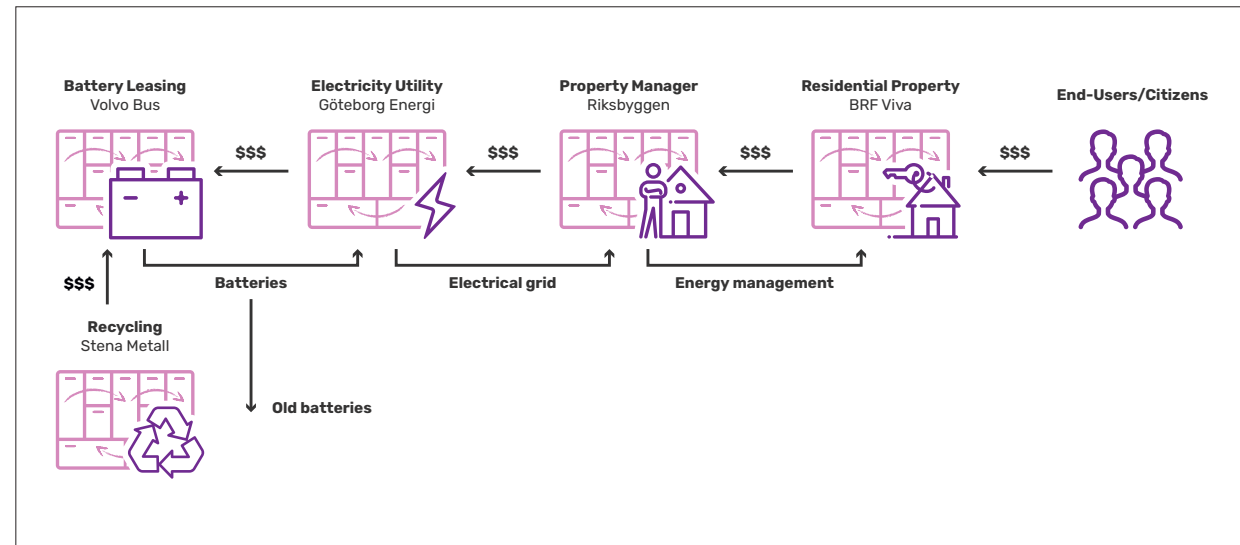 Battery Leasing
Volvo Bus
Electricity Utility
Göteborg Energi
Property Manager
Riksbyggen
Residential Property
BRF Viva
End-Users/Citizens
$$$
$$$
$$$
$$$
$$$
Batteries
Electrical grid
Energy management
Recycling
Stena Metall
Old batteries